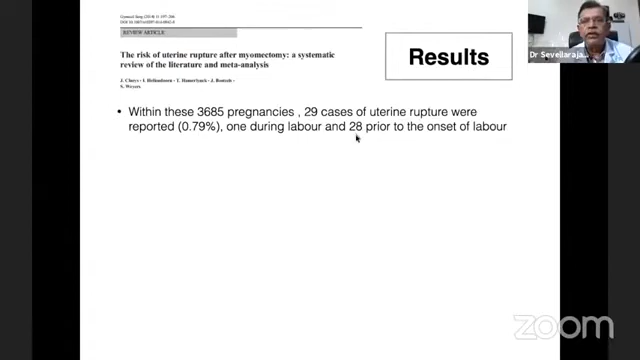 REVIEW ARTICLE
The risk of uterine rupture after myomectomy: a systematic
review of the literature and meta-analysis
S. Weyers
Results
Dr Sevellaraja...
• Within these 3685 pregnancies , 29 cases of uterine rupture were
reported (0.79%), one during labour and 28 prior to the onset of labour
zoom